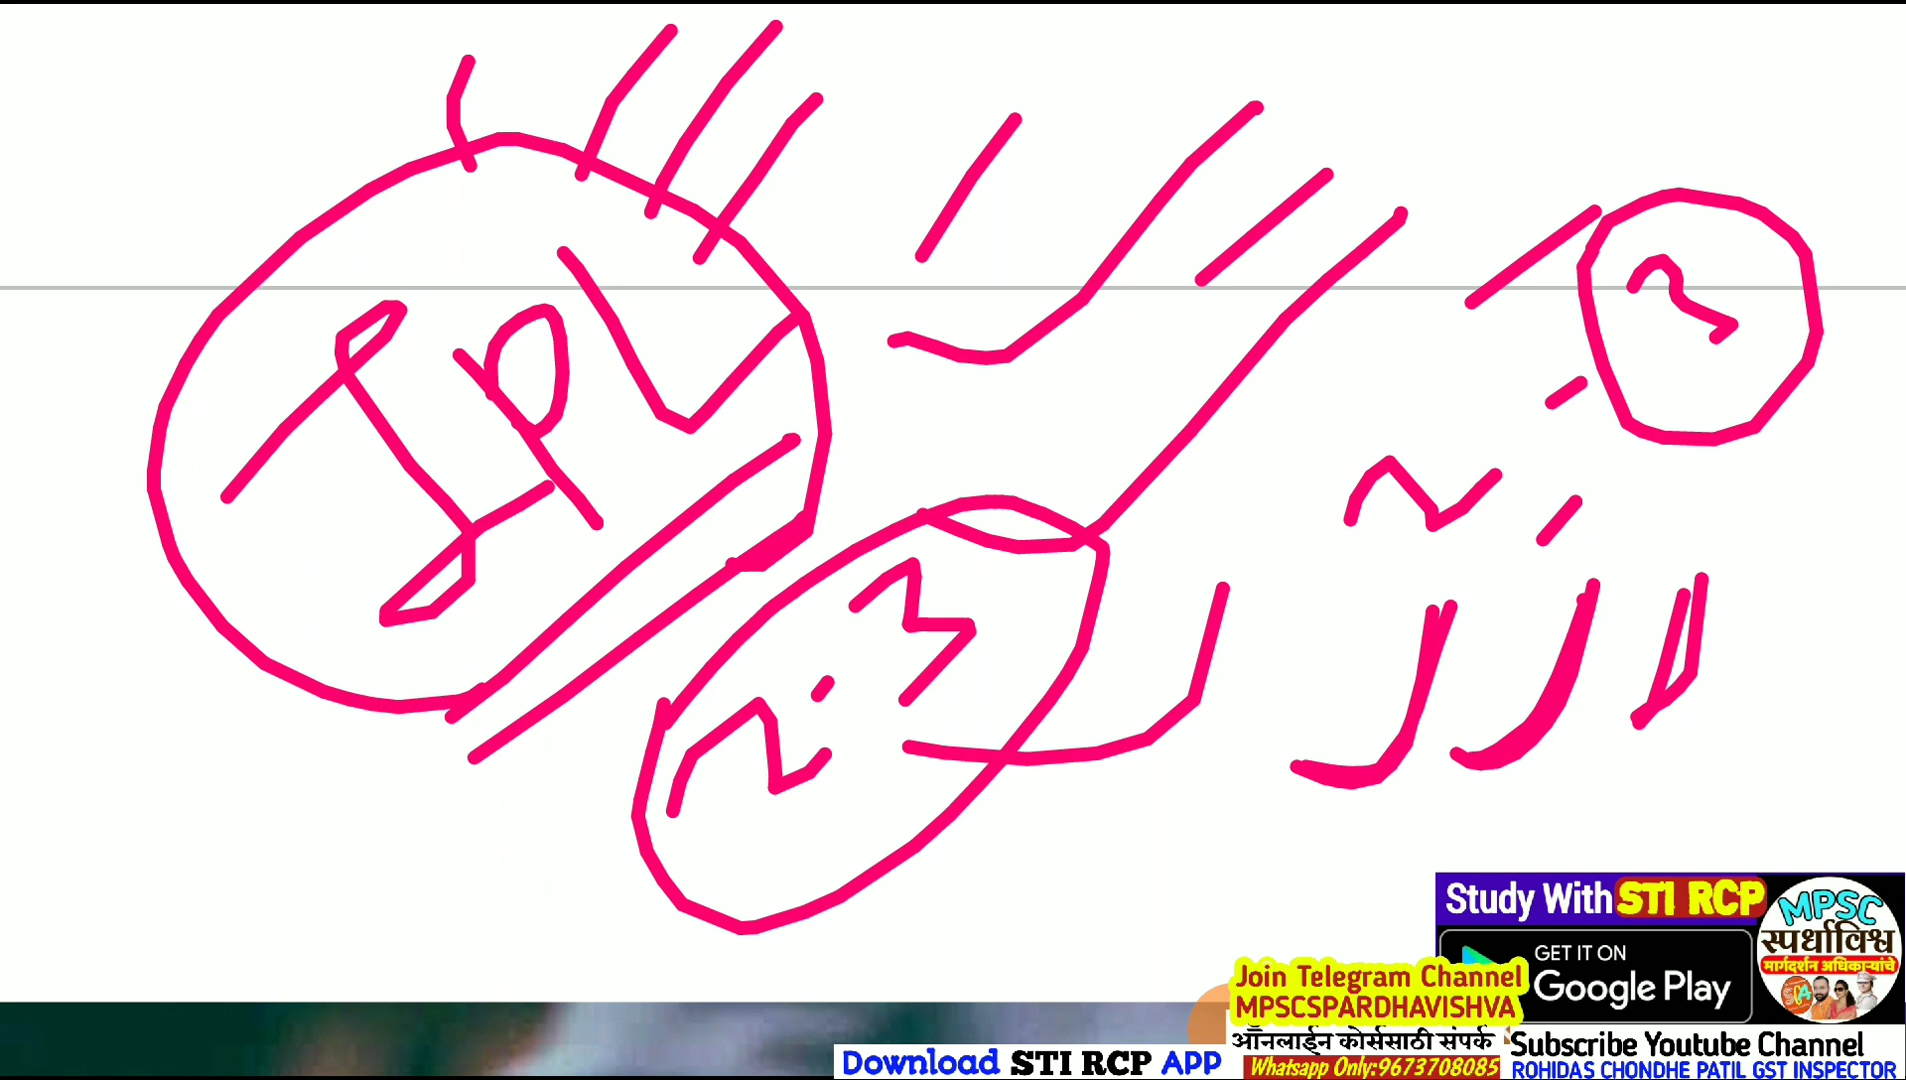 IPL
Study With STI RCP
MPSC
स्पर्धाविश्व
मार्गदर्शन अधिकाऱ्यांचे
GET IT ON
Google Play
Join Telegram Channel
MPSCSPARDHAVISHVA
ऑनलाईन कोर्ससाठी संपर्क
Whatsapp Only:9673708085
Download STI RCP APP
Subscribe Youtube Channel
ROHIDAS CHONDHE PATIL GST INSPECTOR